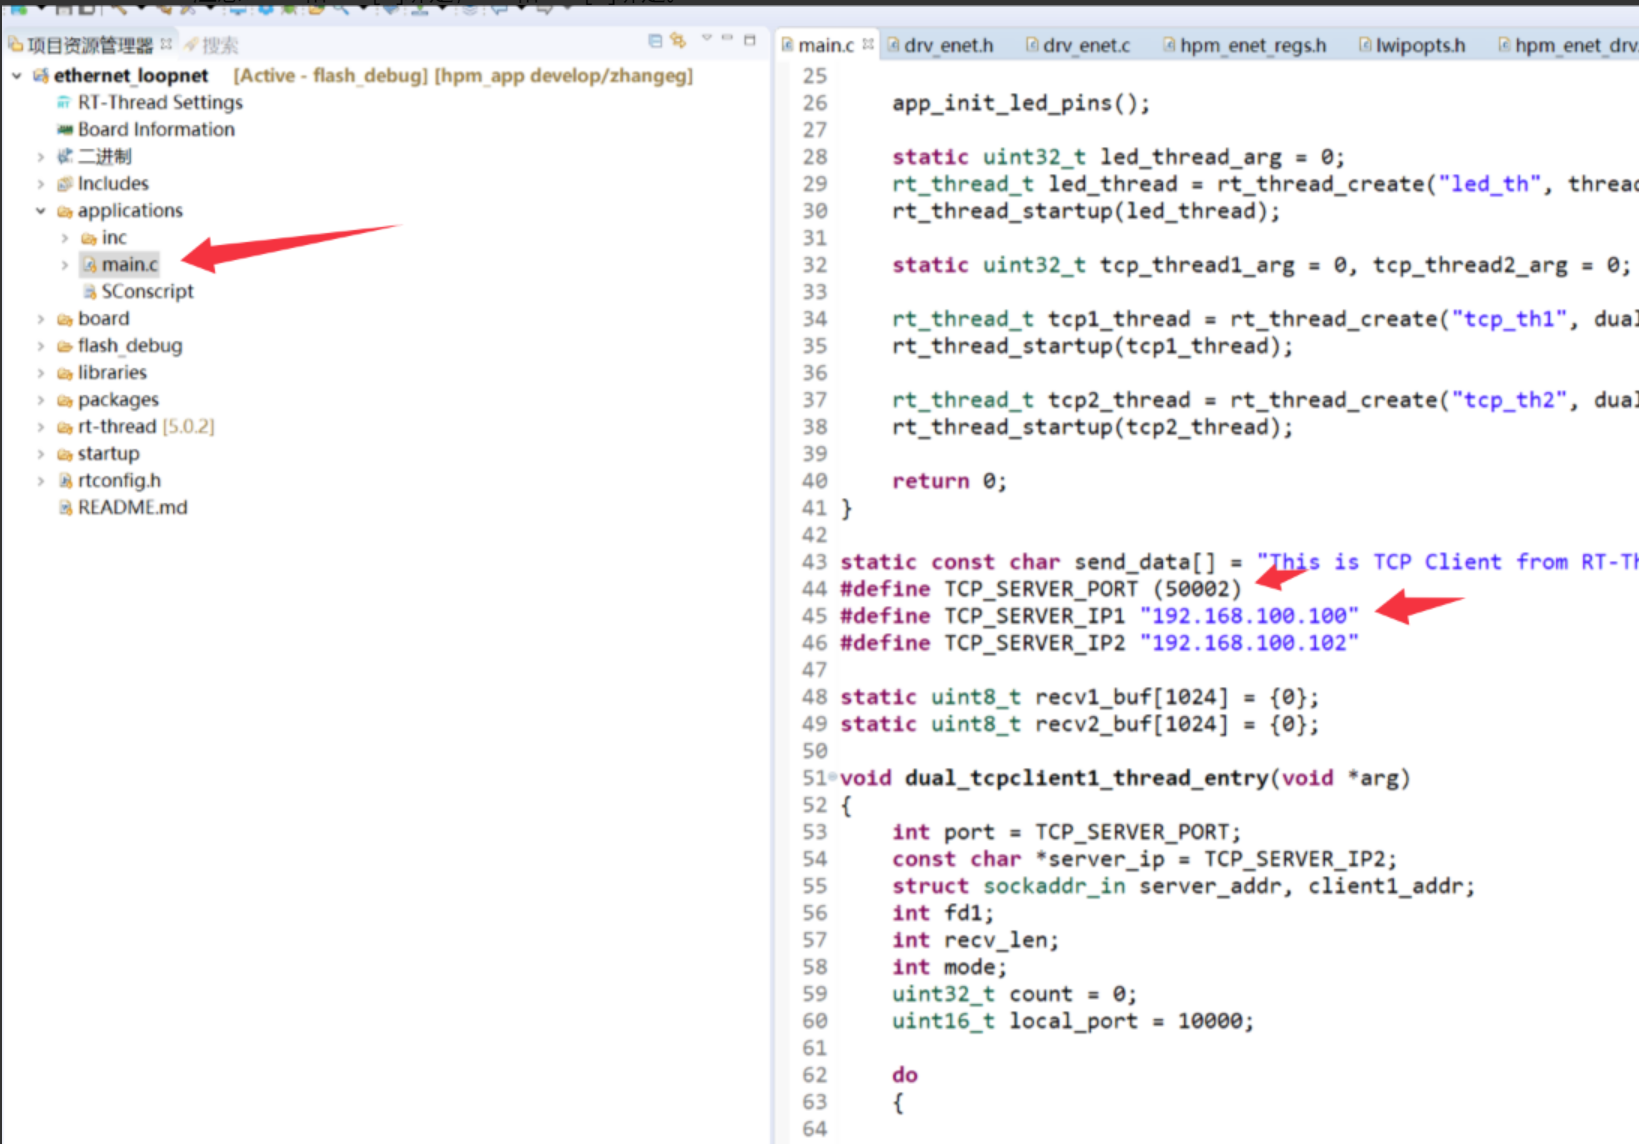 项目资源管理器
搜索
ethernet_loopnet [Active - flash_debug] [hpm_app develop/zhangeg]
RT-Thread Settings
Board Information
二进制
Includes
applications
inc
main.c
SConscript
board
flash_debug
libraries
packages
rt-thread [5.0.2]
startup
rtconfig.h
README.md
main.c drv_enet.h drv_enet.c hpm_enet_regs.h lwipopts.h hpm_enet_drv.
25
26 app_init_led_pins();
27
28 static uint32_t led_thread_arg = 0;
29 rt_thread_t led_thread = rt_thread_create("led_th", thread
30 rt_thread_startup(led_thread);
31
32 static uint32_t tcp_thread1_arg = 0, tcp_thread2_arg = 0;
33
34 rt_thread_t tcp1_thread = rt_thread_create("tcp_th1", dual
35 rt_thread_startup(tcp1_thread);
36
37 rt_thread_t tcp2_thread = rt_thread_create("tcp_th2", dual
38 rt_thread_startup(tcp2_thread);
39
40 return 0;
41 }
42
43 static const char send_data[] = "This is TCP Client from RT-Th
44 #define TCP_SERVER_PORT (50002)
45 #define TCP_SERVER_IP1 "192.168.100.100"
46 #define TCP_SERVER_IP2 "192.168.100.102"
47
48 static uint8_t recv1_buf[1024] = {0};
49 static uint8_t recv2_buf[1024] = {0};
50
51 void dual_tcpclient1_thread_entry(void *arg)
52 {
53 int port = TCP_SERVER_PORT;
54 const char *server_ip = TCP_SERVER_IP2;
55 struct sockaddr_in server_addr, client1_addr;
56 int fd1;
57 int recv_len;
58 int mode;
59 uint32_t count = 0;
60 uint16_t local_port = 10000;
61
62 do
63 {
64